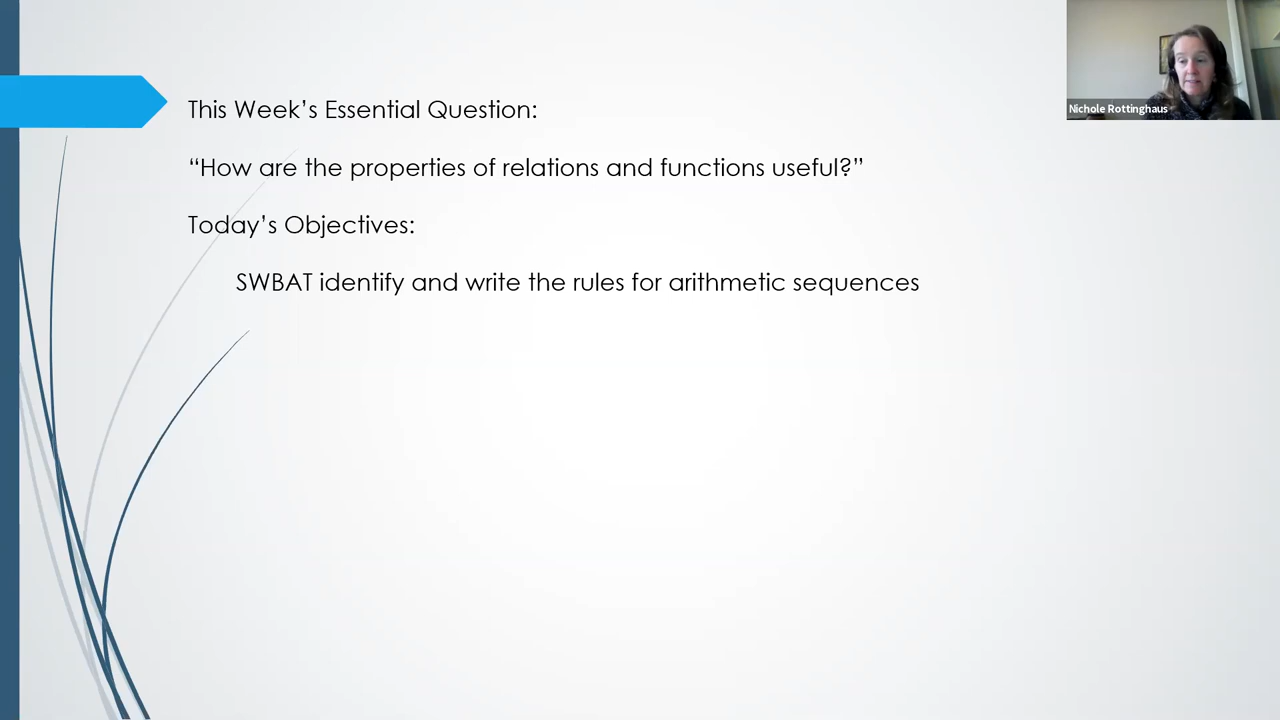 This Week’s Essential Question:
“How are the properties of relations and functions useful?”
Today’s Objectives:
SWBAT identify and write the rules for arithmetic sequences
Nichole Rottinghaus